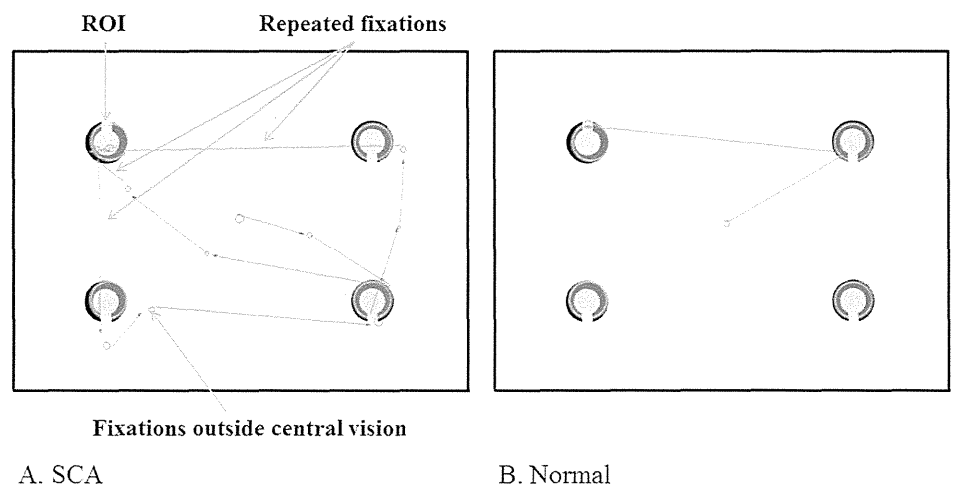 ROI
Repeated fixations
Fixations outside central vision
A. SCA
B. Normal